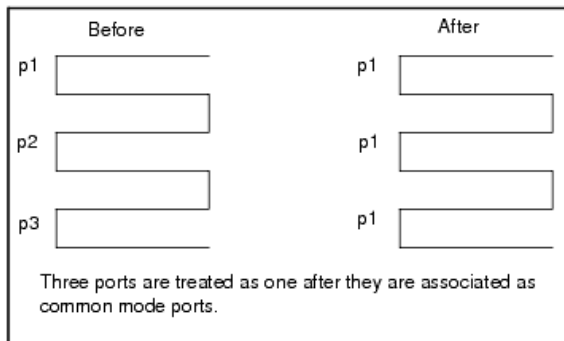 Before After
p1 p1
p2 p1
p3 p1
Three ports are treated as one after they are associated as
common mode ports.